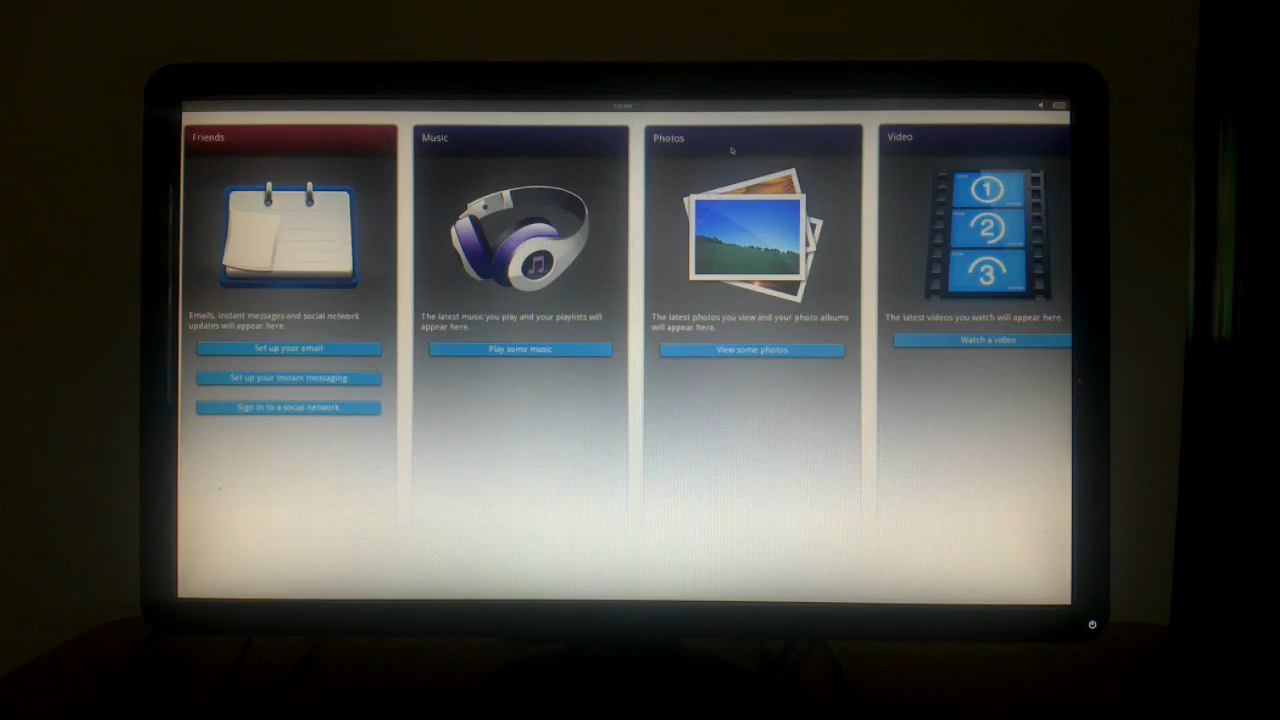 Friends
Emails, instant messages and social network
updates will appear here.
Set up your email
Set up your instant messaging
Sign in to a social network
Music
The latest music you play and your playlists will
appear here.
Play some music
Photos
The latest photos you view and your photo albums
will appear here.
View some photos
Video
1
2
3
The latest videos you watch will appear here.
Watch a video